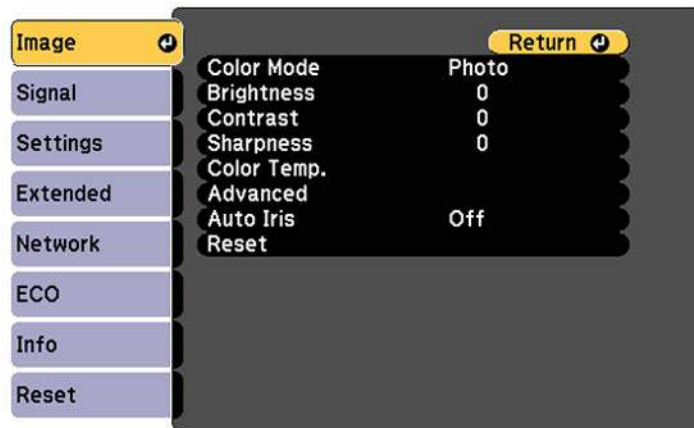 Image
Signal
Settings
Extended
Network
ECO
Info
Reset
Return
Color Mode Photo
Brightness 0
Contrast 0
Sharpness 0
Color Temp.
Advanced
Auto Iris Off
Reset